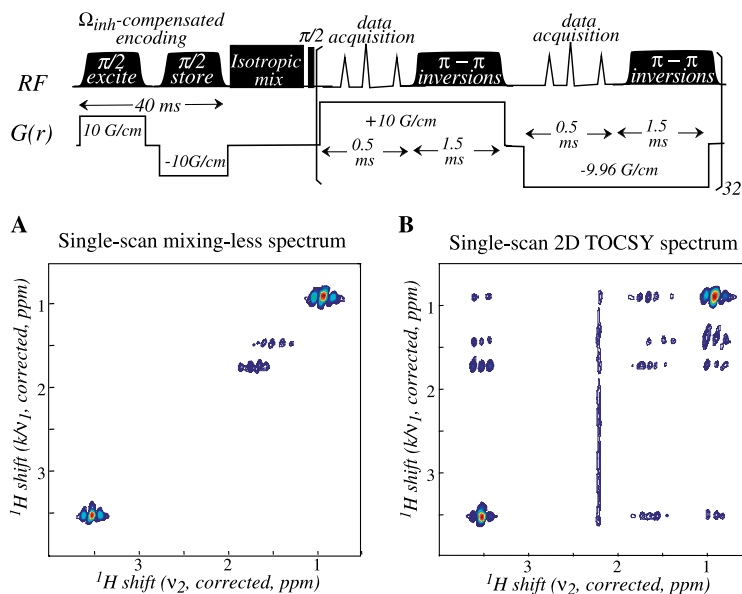 Ω_inh-compensated encoding
data acquisition
data acquisition
RF
π/2 excite
π/2 store
Isotropic mix
π/2
π – π inversions
π – π inversions
40 ms
G(r)
10 G/cm
-10G/cm
+10 G/cm
0.5 ms
1.5 ms
0.5 ms
1.5 ms
-9.96 G/cm
32
A
Single-scan mixing-less spectrum
1
2
3
¹H shift (k/ν₁, corrected, ppm)
3
2
1
¹H shift (ν₂, corrected, ppm)
B
Single-scan 2D TOCSY spectrum
1
2
3
¹H shift (k/ν₁, corrected, ppm)
3
2
1
¹H shift (ν₂, corrected, ppm)